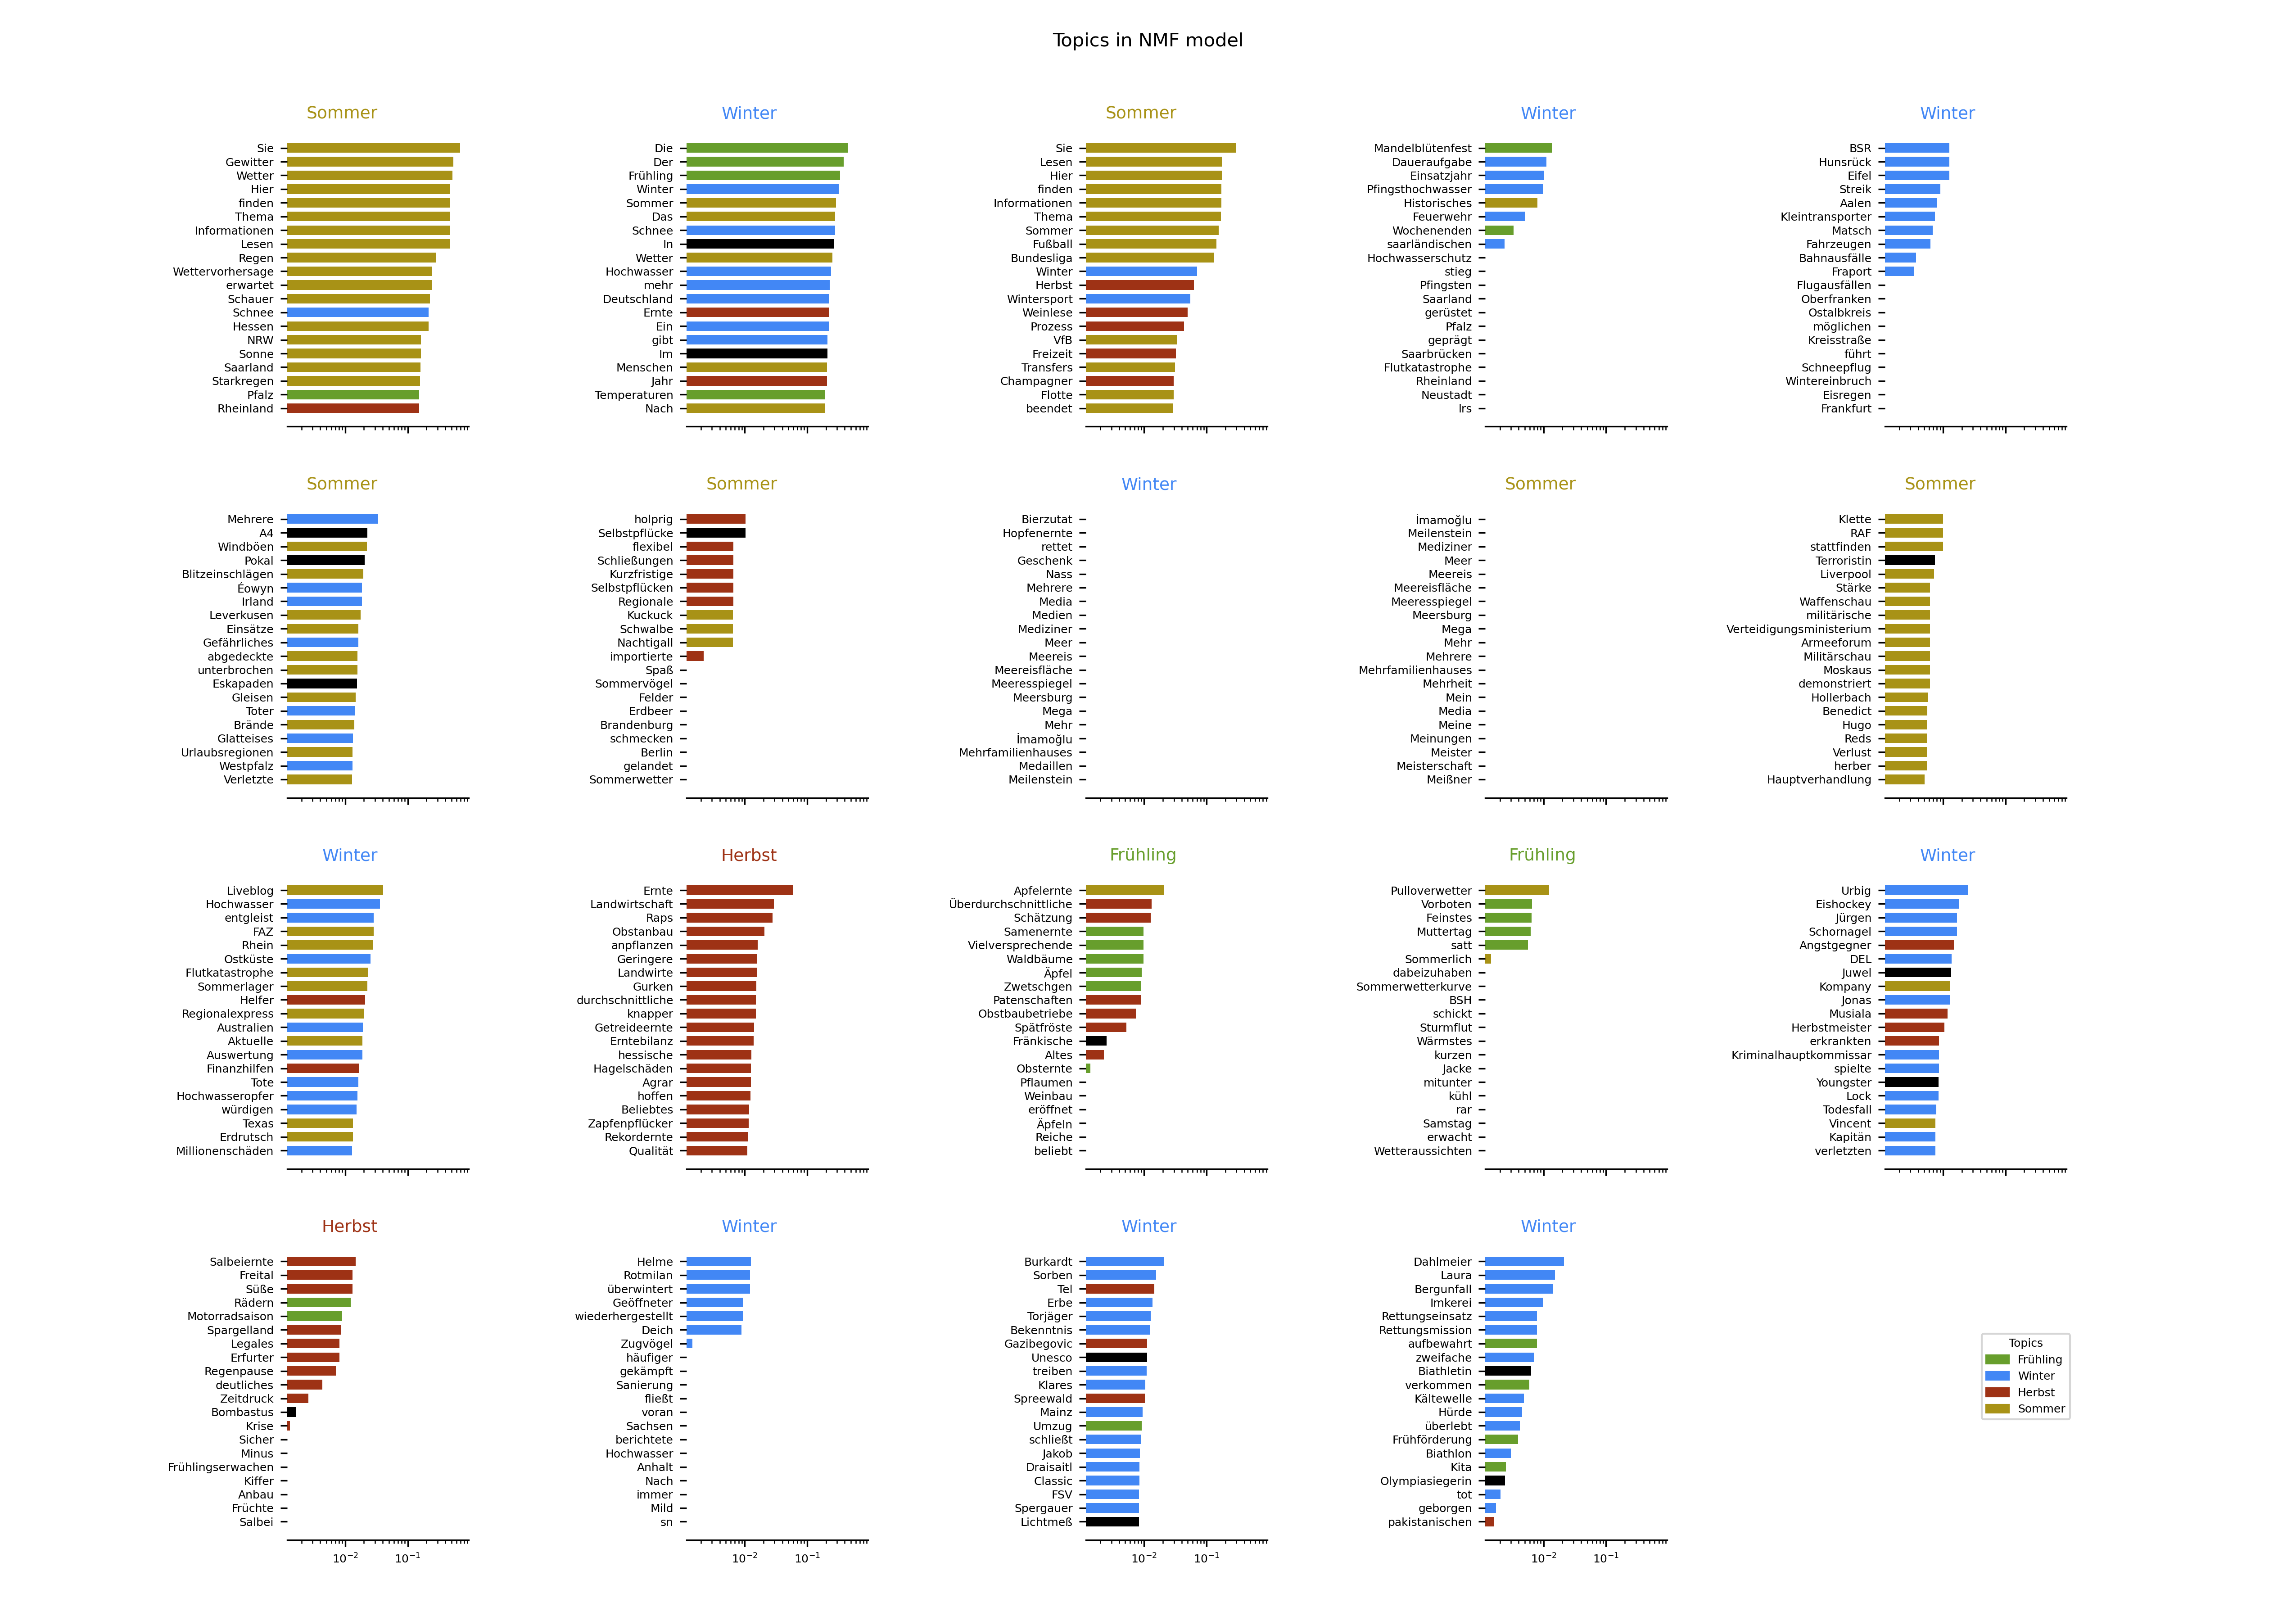 Topics in NMF model
Sommer
Sie
Gewitter
Wetter
Hier
finden
Thema
Informationen
Lesen
Regen
Wettervorhersage
erwartet
Schauer
Schnee
Hessen
NRW
Sonne
Saarland
Starkregen
Pfalz
Rheinland
Winter
Die
Der
Frühling
Winter
Sommer
Das
Schnee
In
Wetter
Hochwasser
mehr
Deutschland
Ernte
Ein
gibt
Im
Menschen
Jahr
Temperaturen
Nach
Sommer
Sie
Lesen
Hier
finden
Informationen
Thema
Sommer
Fußball
Bundesliga
Winter
Herbst
Wintersport
Weinlese
Prozess
VfB
Freizeit
Transfers
Champagner
Flotte
beendet
Winter
Mandelblütenfest
Daueraufgabe
Einsatzjahr
Pfingsthochwasser
Historisches
Feuerwehr
Wochenenden
saarländischen
Hochwasserschutz
stieg
Pfingsten
Saarland
gerüstet
Pfalz
geprägt
Saarbrücken
Flutkatastrophe
Rheinland
Neustadt
Irs
Winter
BSR
Hunsrück
Eifel
Streik
Aalen
Kleintransporter
Matsch
Fahrzeugen
Bahnausfälle
Fraport
Flugausfällen
Oberfranken
Ostalbkreis
möglichen
Kreisstraße
führt
Schneepflug
Wintereinbruch
Eisregen
Frankfurt
Sommer
Mehrere
A4
Windböen
Pokal
Blitzeinschlägen
Éowyn
Irland
Leverkusen
Einsätze
Gefährliches
abgedeckte
unterbrochen
Eskapaden
Gleisen
Toter
Brände
Glatteises
Urlaubsregionen
Westpfalz
Verletzte
Sommer
holprig
Selbstpflücke
flexibel
Schließungen
Kurzfristige
Selbstpflücken
Regionale
Kuckuck
Schwalbe
Nachtigall
importierte
Spaß
Sommervögel
Felder
Erdbeer
Brandenburg
schmecken
Berlin
gelandet
Sommerwetter
Winter
Bierzutat
Hopfenernte
rettet
Geschenk
Nass
Mehrere
Media
Medien
Mediziner
Meer
Meereis
Meereisfläche
Meeresspiegel
Meersburg
Mega
Mehr
İmamoğlu
Mehrfamilienhauses
Medaillen
Meilenstein
Sommer
İmamoğlu
Meilenstein
Mediziner
Meer
Meereis
Meereisfläche
Meeresspiegel
Meersburg
Mega
Mehr
Mehrere
Mehrfamilienhauses
Mehrheit
Mein
Media
Meine
Meinungen
Meister
Meisterschaft
Meißner
Sommer
Klette
RAF
stattfinden
Terroristin
Liverpool
Stärke
Waffenschau
militärische
Verteidigungsministerium
Armeeforum
Militärschau
Moskaus
demonstriert
Hollerbach
Benedict
Hugo
Reds
Verlust
herber
Hauptverhandlung
Winter
Liveblog
Hochwasser
entgleist
FAZ
Rhein
Ostküste
Flutkatastrophe
Sommerlager
Helfer
Regionalexpress
Australien
Aktuelle
Auswertung
Finanzhilfen
Tote
Hochwasseropfer
würdigen
Texas
Erdrutsch
Millionenschäden
Herbst
Ernte
Landwirtschaft
Raps
Obstanbau
anpflanzen
Geringere
Landwirte
Gurken
durchschnittliche
knapper
Getreideernte
Erntebilanz
hessische
Hagelschäden
Agrar
hoffen
Beliebtes
Zapfenpflücker
Rekordernte
Qualität
Frühling
Apfelernte
Überdurchschnittliche
Schätzung
Samenernte
Vielversprechende
Waldbäume
Äpfel
Zwetschgen
Patenschaften
Obstbaubetriebe
Spätfröste
Fränkische
Altes
Obsternte
Pflaumen
Weinbau
eröffnet
Äpfeln
Reiche
beliebt
Frühling
Pulloverwetter
Vorboten
Feinstes
Muttertag
satt
Sommerlich
dabeizuhaben
Sommerwetterkurve
BSH
schickt
Sturmflut
Wärmstes
kurzen
Jacke
mitunter
kühl
rar
Samstag
erwacht
Wetteraussichten
Winter
Urbig
Eishockey
Jürgen
Schornagel
Angstgegner
DEL
Juwel
Kompany
Jonas
Musiala
Herbstmeister
erkrankten
Kriminalhauptkommissar
spielte
Youngster
Lock
Todesfall
Vincent
Kapitän
verletzten
Herbst
Salbeiernte
Freital
Süße
Rädern
Motorradsaison
Spargelland
Legales
Erfurter
Regenpause
deutliches
Zeitdruck
Bombastus
Krise
Sicher
Minus
Frühlingserwachen
Kiffer
Anbau
Früchte
Salbei
10⁻² 10⁻¹
Winter
Helme
Rotmilan
überwintert
Geöffneter
wiederhergestellt
Deich
Zugvögel
häufiger
gekämpft
Sanierung
fließt
voran
Sachsen
berichtete
Hochwasser
Anhalt
Nach
immer
Mild
sn
10⁻² 10⁻¹
Winter
Burkardt
Sorben
Tel
Erbe
Torjäger
Bekenntnis
Gazibegovic
Unesco
treiben
Klares
Spreewald
Mainz
Umzug
schließt
Jakob
Draisaitl
Classic
FSV
Spergauer
Lichtmeß
10⁻² 10⁻¹
Winter
Dahlmeier
Laura
Bergunfall
Imkerei
Rettungseinsatz
Rettungsmission
aufbewahrt
zweifache
Biathletin
verkommen
Kältewelle
Hürde
überlebt
Frühförderung
Biathlon
Kita
Olympiasiegerin
tot
geborgen
pakistanischen
10⁻² 10⁻¹
Topics
Frühling
Winter
Herbst
Sommer